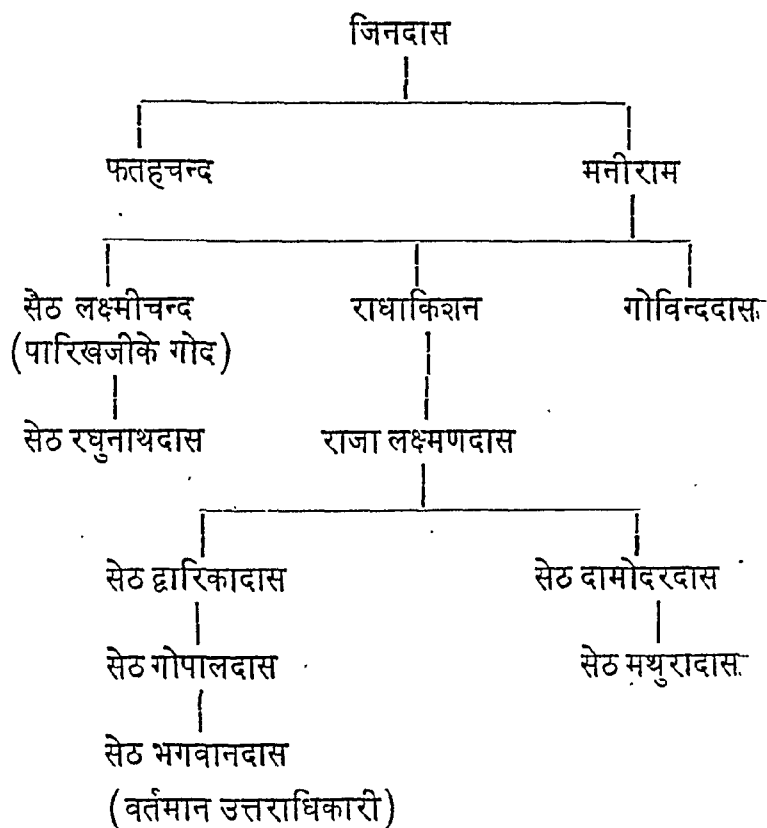 जिनदास
फतहचन्द मनीराम
सेठ लक्ष्मीचन्द राधाकिशन गोविन्ददास
(पारिखजीके गोद)
सेठ रघुनाथदास राजा लक्ष्मणदास
सेठ द्वारिकादास सेठ दामोदरदास
सेठ गोपालदास सेठ मथुरादास
सेठ भगवानदास
(वर्तमान उत्तराधिकारी)